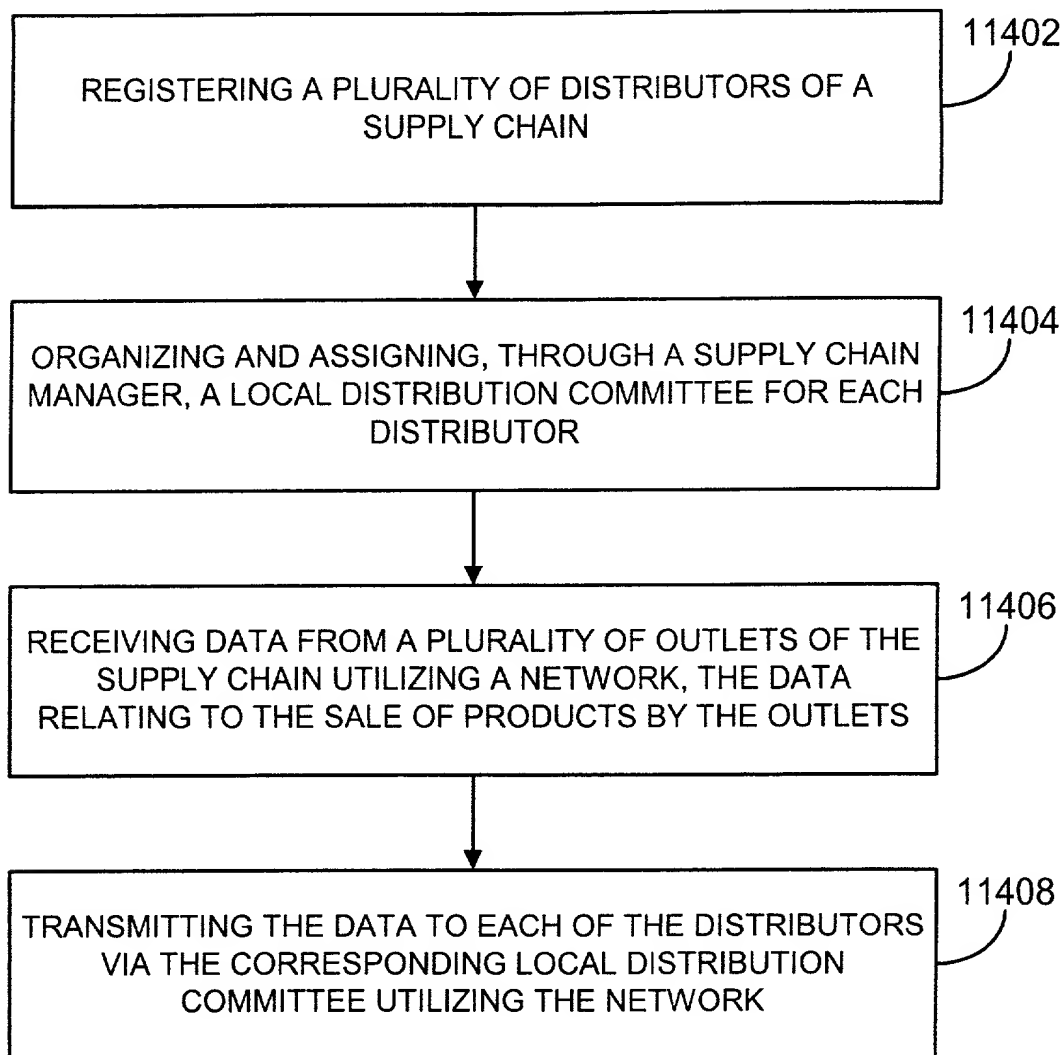 11402
REGISTERING A PLURALITY OF DISTRIBUTORS OF A
SUPPLY CHAIN
11404
ORGANIZING AND ASSIGNING, THROUGH A SUPPLY CHAIN
MANAGER, A LOCAL DISTRIBUTION COMMITTEE FOR EACH
DISTRIBUTOR
11406
RECEIVING DATA FROM A PLURALITY OF OUTLETS OF THE
SUPPLY CHAIN UTILIZING A NETWORK, THE DATA
RELATING TO THE SALE OF PRODUCTS BY THE OUTLETS
11408
TRANSMITTING THE DATA TO EACH OF THE DISTRIBUTORS
VIA THE CORRESPONDING LOCAL DISTRIBUTION
COMMITTEE UTILIZING THE NETWORK